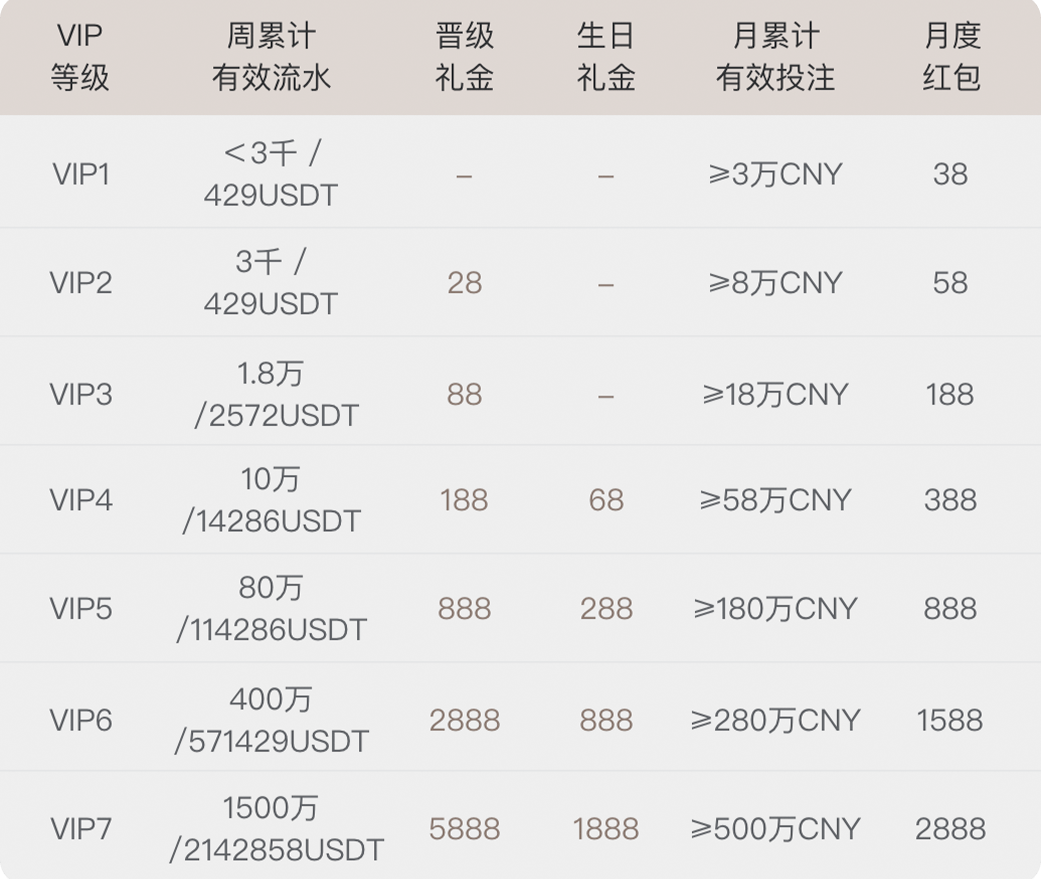 VIP 等级 周累计 有效流水 晋级 礼金 生日 礼金 月累计 有效投注 月度 红包
VIP1 <3千 / 429USDT – – ⩾3万CNY 38
VIP2 3千 / 429USDT 28 – ⩾8万CNY 58
VIP3 1.8万 /2572USDT 88 – ⩾18万CNY 188
VIP4 10万 /14286USDT 188 68 ⩾58万CNY 388
VIP5 80万 /114286USDT 888 288 ⩾180万CNY 888
VIP6 400万 /571429USDT 2888 888 ⩾280万CNY 1588
VIP7 1500万 /2142858USDT 5888 1888 ⩾500万CNY 2888